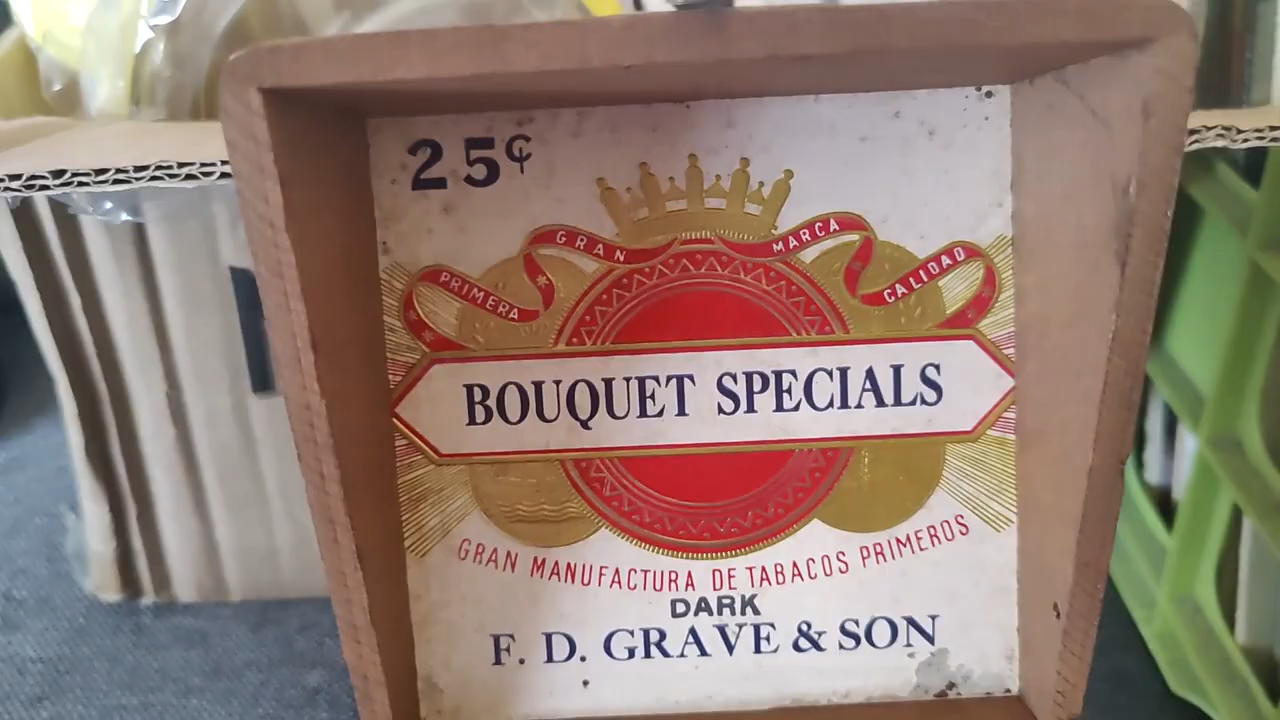 25¢
PRIMERA GRAN MARCA CALIDAD
BOUQUET SPECIALS
GRAN MANUFACTURA DE TABACOS PRIMEROS
DARK
F. D. GRAVE & SON